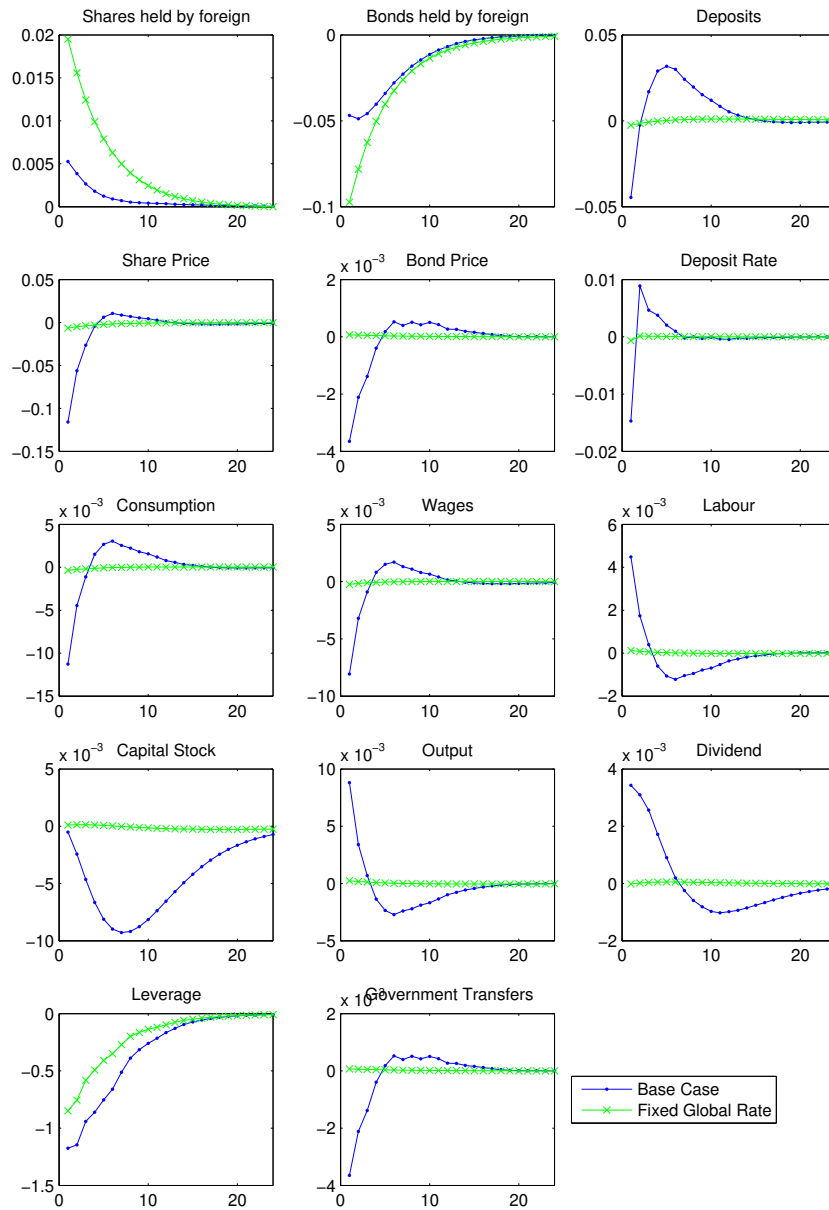 Shares held by foreign
0.02
0.015
0.01
0.005
0
0 10 20
Bonds held by foreign
0
−0.05
−0.1
0 10 20
Deposits
0.05
0
−0.05
0 10 20
Share Price
0.05
0
−0.05
−0.1
−0.15
0 10 20
x 10⁻³ Bond Price
2
0
−2
−4
0 10 20
Deposit Rate
0.01
0
−0.01
−0.02
0 10 20
x 10⁻³ Consumption
5
0
−5
−10
−15
0 10 20
x 10⁻³ Wages
5
0
−5
−10
0 10 20
x 10⁻³ Labour
6
4
2
0
−2
0 10 20
x 10⁻³ Capital Stock
5
0
−5
−10
0 10 20
x 10⁻³ Output
10
5
0
−5
0 10 20
x 10⁻³ Dividend
4
2
0
−2
0 10 20
Leverage
0
−0.5
−1
−1.5
0 10 20
x 10⁻³ Government Transfers
2
0
−2
−4
0 10 20
Base Case
Fixed Global Rate